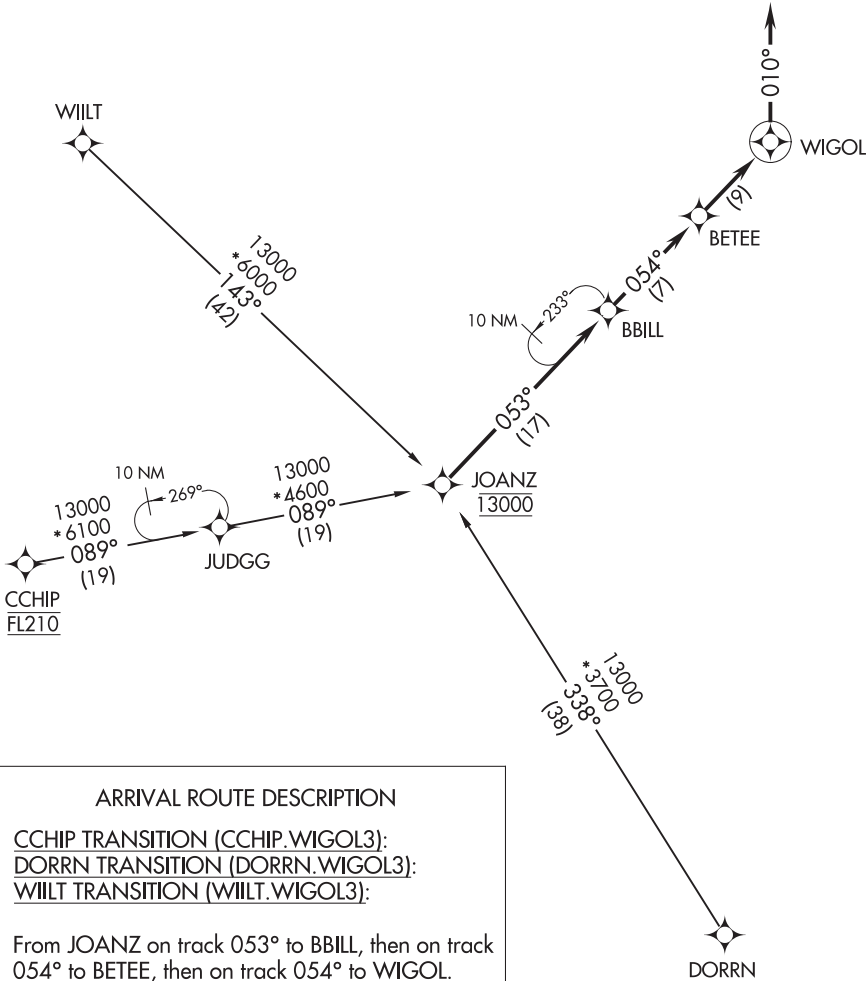 010°
WIGOL
(9)
BETEE
054°
(7)
BBILL
10 NM
233°
053°
(17)
WIILT
13000
*6000
143°
(42)
JOANZ
13000
10 NM
269°
13000
*4600
089°
(19)
13000
*6100
089°
(19)
JUDGG
CCHIP
FL210
13000
*3700
338°
(38)
DORRN
ARRIVAL ROUTE DESCRIPTION
CCHIP TRANSITION (CCHIP.WIGOL3):
DORRN TRANSITION (DORRN.WIGOL3):
WIILT TRANSITION (WIILT.WIGOL3):
From JOANZ on track 053° to BBILL, then on track
054° to BETEE, then on track 054° to WIGOL.